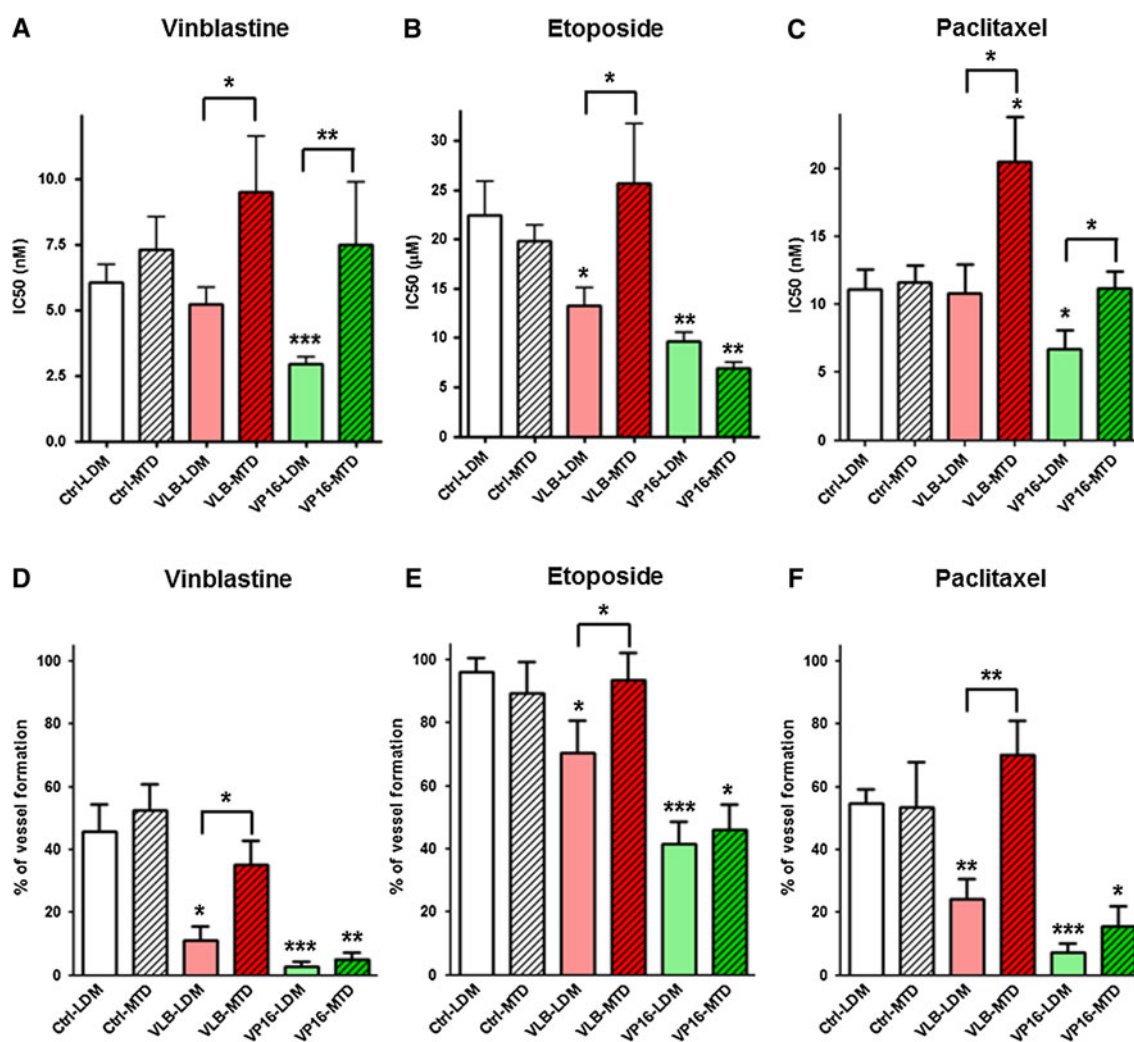 A Vinblastine
*
**
***
IC50 (nM)
10.0
7.5
5.0
2.5
0.0
Ctrl-LDM
Ctrl-MTD
VLB-LDM
VLB-MTD
VP16-LDM
VP16-MTD
B Etoposide
*
*
**
**
IC50 (µM)
30
25
20
15
10
5
0
Ctrl-LDM
Ctrl-MTD
VLB-LDM
VLB-MTD
VP16-LDM
VP16-MTD
C Paclitaxel
*
*
*
*
IC50 (nM)
20
15
10
5
0
Ctrl-LDM
Ctrl-MTD
VLB-LDM
VLB-MTD
VP16-LDM
VP16-MTD
D Vinblastine
*
*
***
**
% of vessel formation
100
80
60
40
20
0
Ctrl-LDM
Ctrl-MTD
VLB-LDM
VLB-MTD
VP16-LDM
VP16-MTD
E Etoposide
*
*
***
*
% of vessel formation
100
80
60
40
20
0
Ctrl-LDM
Ctrl-MTD
VLB-LDM
VLB-MTD
VP16-LDM
VP16-MTD
F Paclitaxel
**
**
***
*
% of vessel formation
100
80
60
40
20
0
Ctrl-LDM
Ctrl-MTD
VLB-LDM
VLB-MTD
VP16-LDM
VP16-MTD